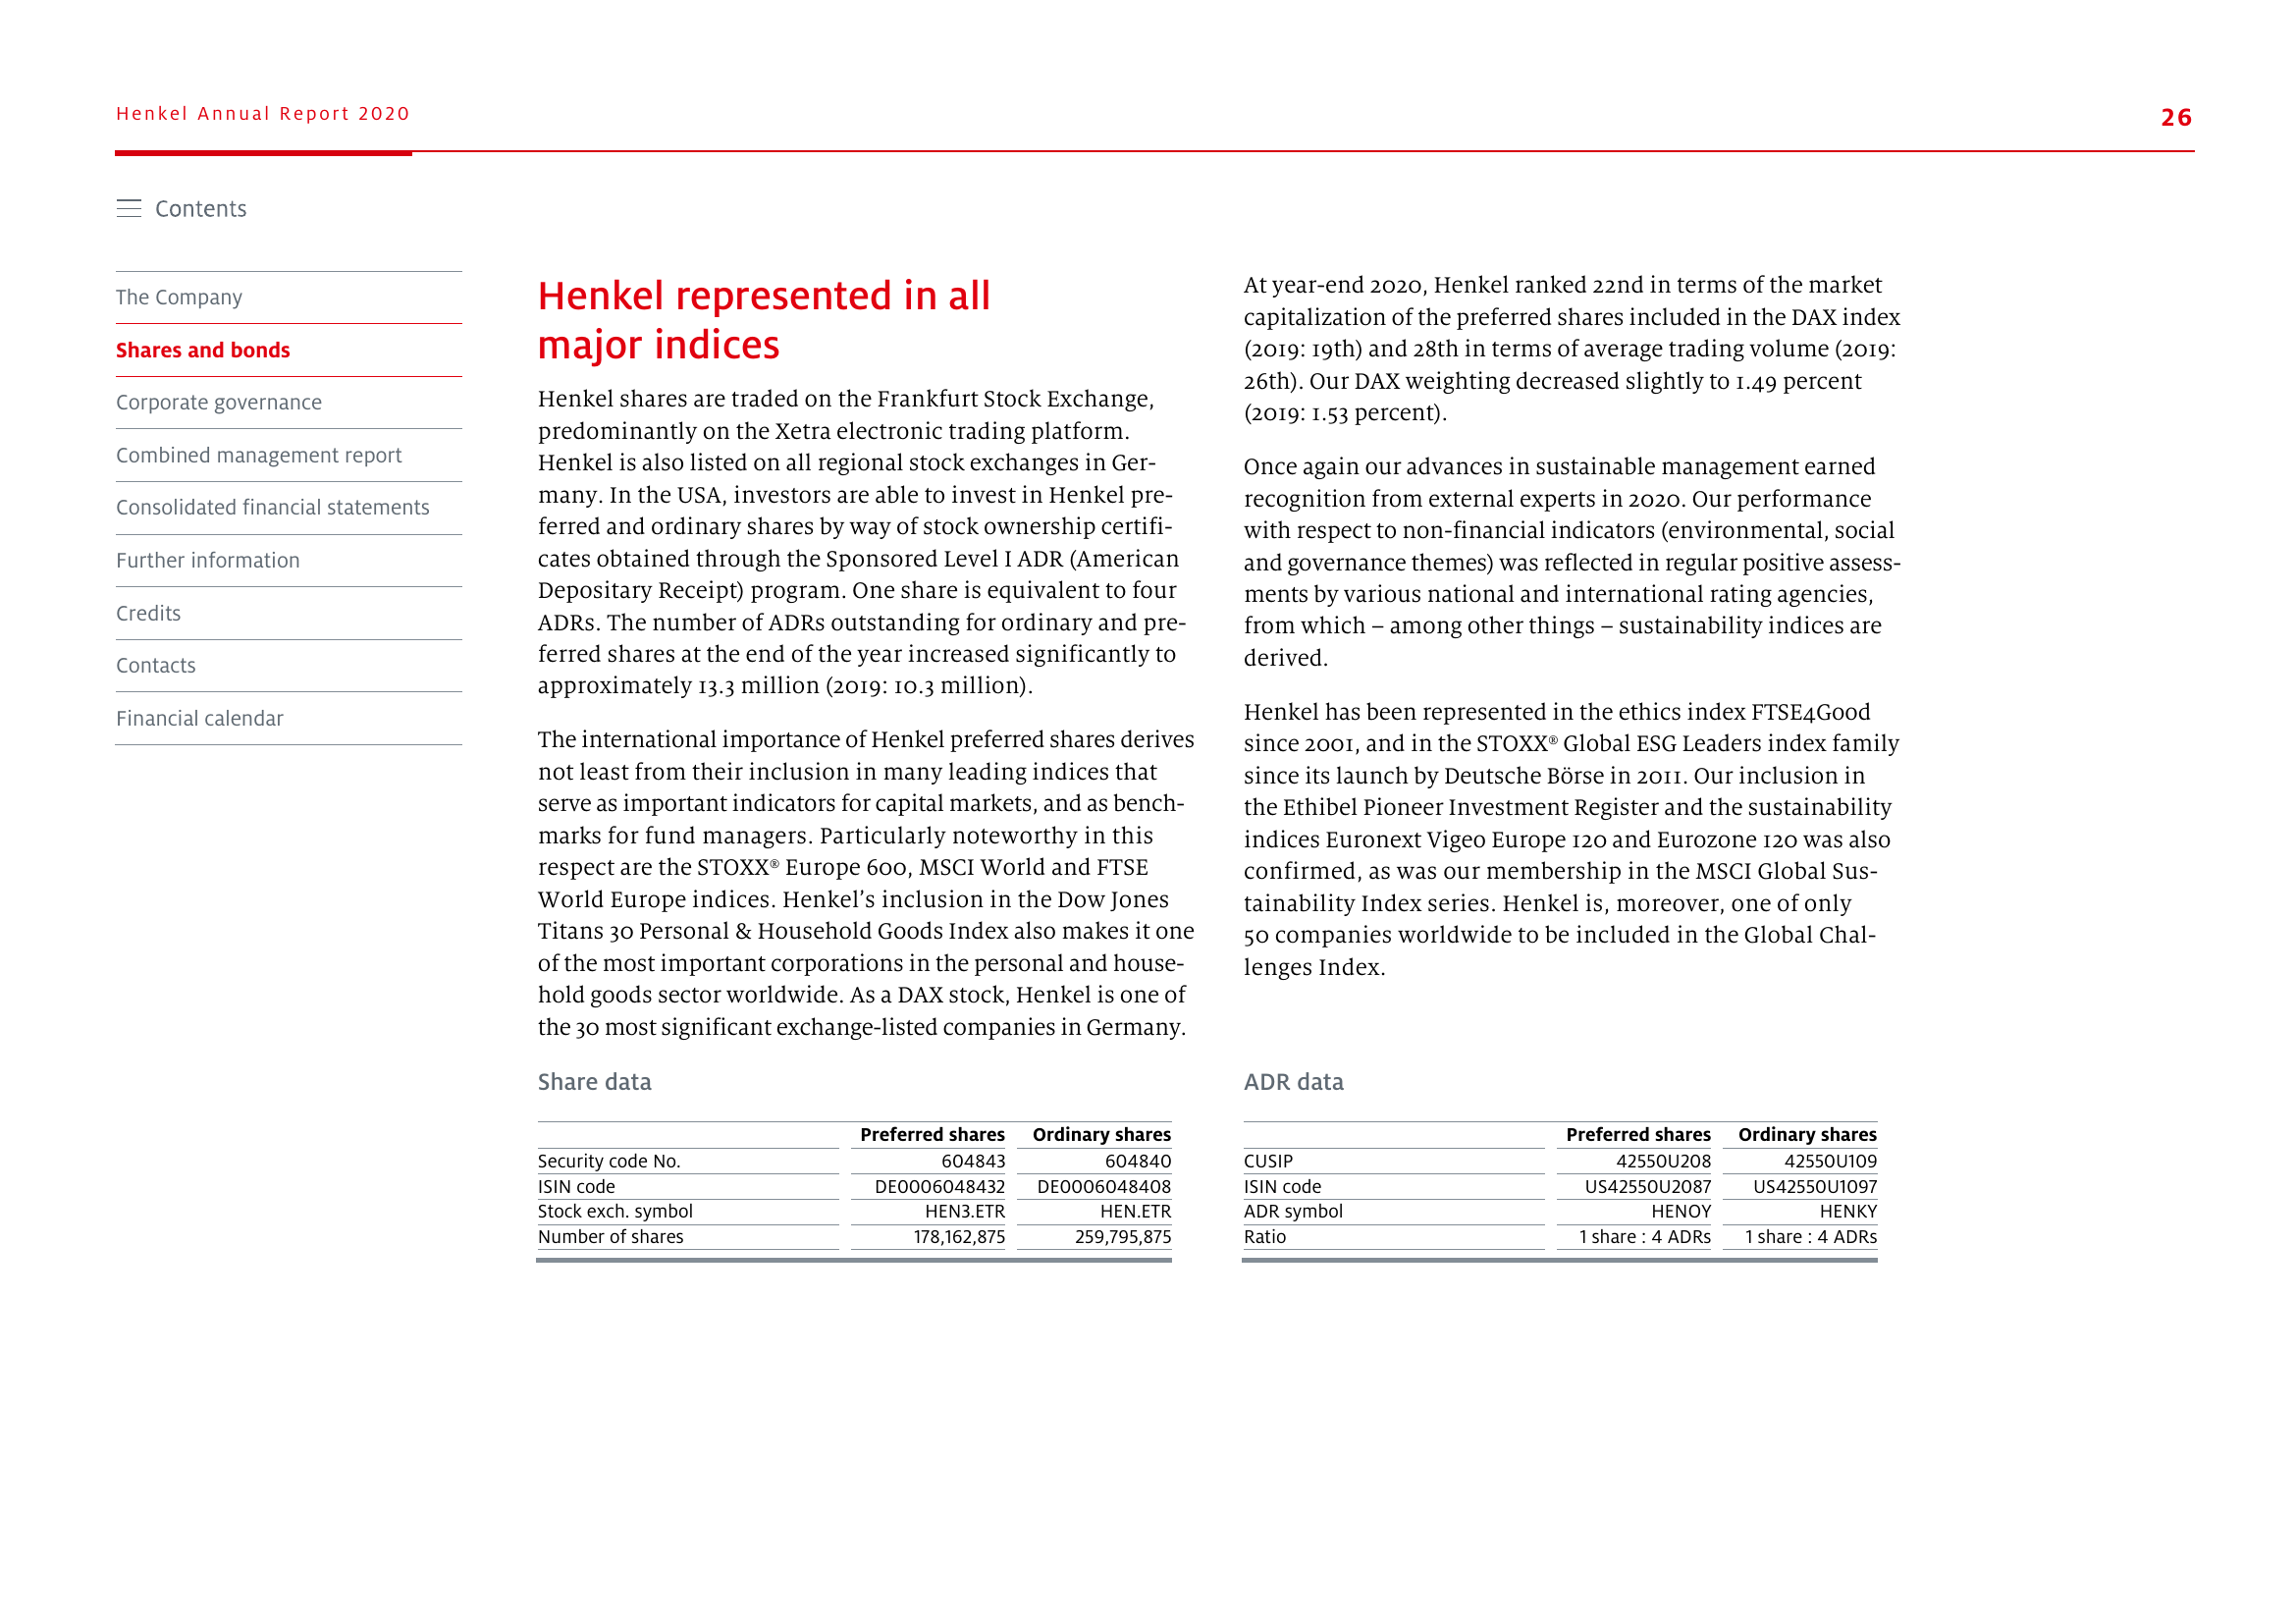 Henkel Annual Report 2020
26
Contents
The Company
Shares and bonds
Corporate governance
Combined management report
Consolidated financial statements
Further information
Credits
Contacts
Financial calendar
Henkel represented in all
major indices
Henkel shares are traded on the Frankfurt Stock Exchange,
predominantly on the Xetra electronic trading platform.
Henkel is also listed on all regional stock exchanges in Ger-
many. In the USA, investors are able to invest in Henkel pre-
ferred and ordinary shares by way of stock ownership certifi-
cates obtained through the Sponsored Level I ADR (American
Depositary Receipt) program. One share is equivalent to four
ADRs. The number of ADRs outstanding for ordinary and pre-
ferred shares at the end of the year increased significantly to
approximately 13.3 million (2019: 10.3 million).
The international importance of Henkel preferred shares derives
not least from their inclusion in many leading indices that
serve as important indicators for capital markets, and as bench-
marks for fund managers. Particularly noteworthy in this
respect are the STOXX® Europe 600, MSCI World and FTSE
World Europe indices. Henkel’s inclusion in the Dow Jones
Titans 30 Personal & Household Goods Index also makes it one
of the most important corporations in the personal and house-
hold goods sector worldwide. As a DAX stock, Henkel is one of
the 30 most significant exchange-listed companies in Germany.
At year-end 2020, Henkel ranked 22nd in terms of the market
capitalization of the preferred shares included in the DAX index
(2019: 19th) and 28th in terms of average trading volume (2019:
26th). Our DAX weighting decreased slightly to 1.49 percent
(2019: 1.53 percent).
Once again our advances in sustainable management earned
recognition from external experts in 2020. Our performance
with respect to non-financial indicators (environmental, social
and governance themes) was reflected in regular positive assess-
ments by various national and international rating agencies,
from which – among other things – sustainability indices are
derived.
Henkel has been represented in the ethics index FTSE4Good
since 2001, and in the STOXX® Global ESG Leaders index family
since its launch by Deutsche Börse in 2011. Our inclusion in
the Ethibel Pioneer Investment Register and the sustainability
indices Euronext Vigeo Europe 120 and Eurozone 120 was also
confirmed, as was our membership in the MSCI Global Sus-
tainability Index series. Henkel is, moreover, one of only
50 companies worldwide to be included in the Global Chal-
lenges Index.
Share data
Preferred shares Ordinary shares
Security code No. 604843 604840
ISIN code DE0006048432 DE0006048408
Stock exch. symbol HEN3.ETR HEN.ETR
Number of shares 178,162,875 259,795,875
ADR data
Preferred shares Ordinary shares
CUSIP 42550U208 42550U109
ISIN code US42550U2087 US42550U1097
ADR symbol HENOY HENKY
Ratio 1 share : 4 ADRs 1 share : 4 ADRs